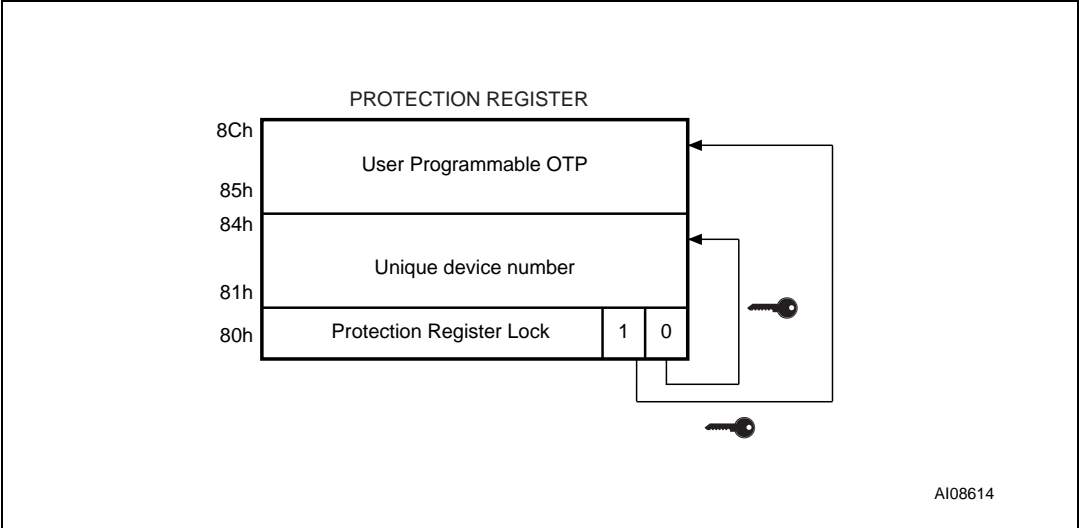 PROTECTION REGISTER
8Ch
User Programmable OTP
85h
84h
Unique device number
81h
80h
Protection Register Lock
1
0
AI08614